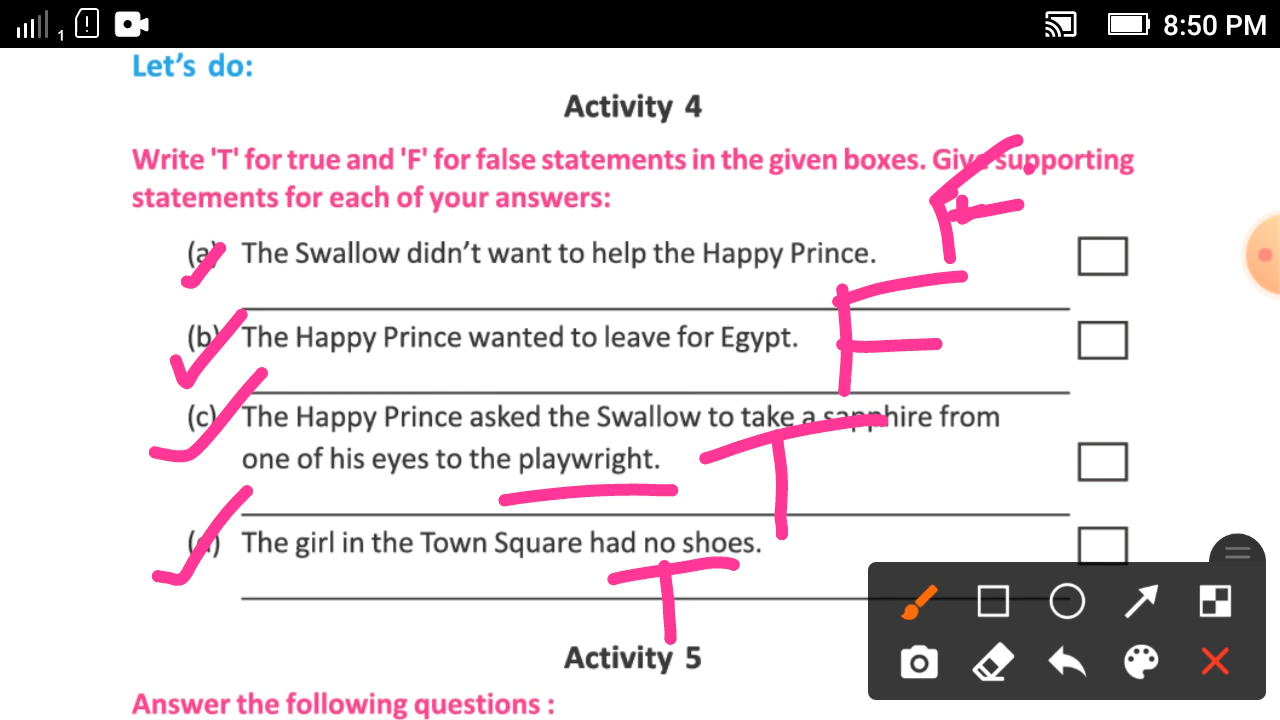 1 8:50 PM
Let's do:
Activity 4
Write 'T' for true and 'F' for false statements in the given boxes. Give supporting
statements for each of your answers:
F
(a) The Swallow didn't want to help the Happy Prince.
(b) The Happy Prince wanted to leave for Egypt. F
(c) The Happy Prince asked the Swallow to take a sapphire from
one of his eyes to the playwright. T
(d) The girl in the Town Square had no shoes.
T
Activity 5
Answer the following questions :